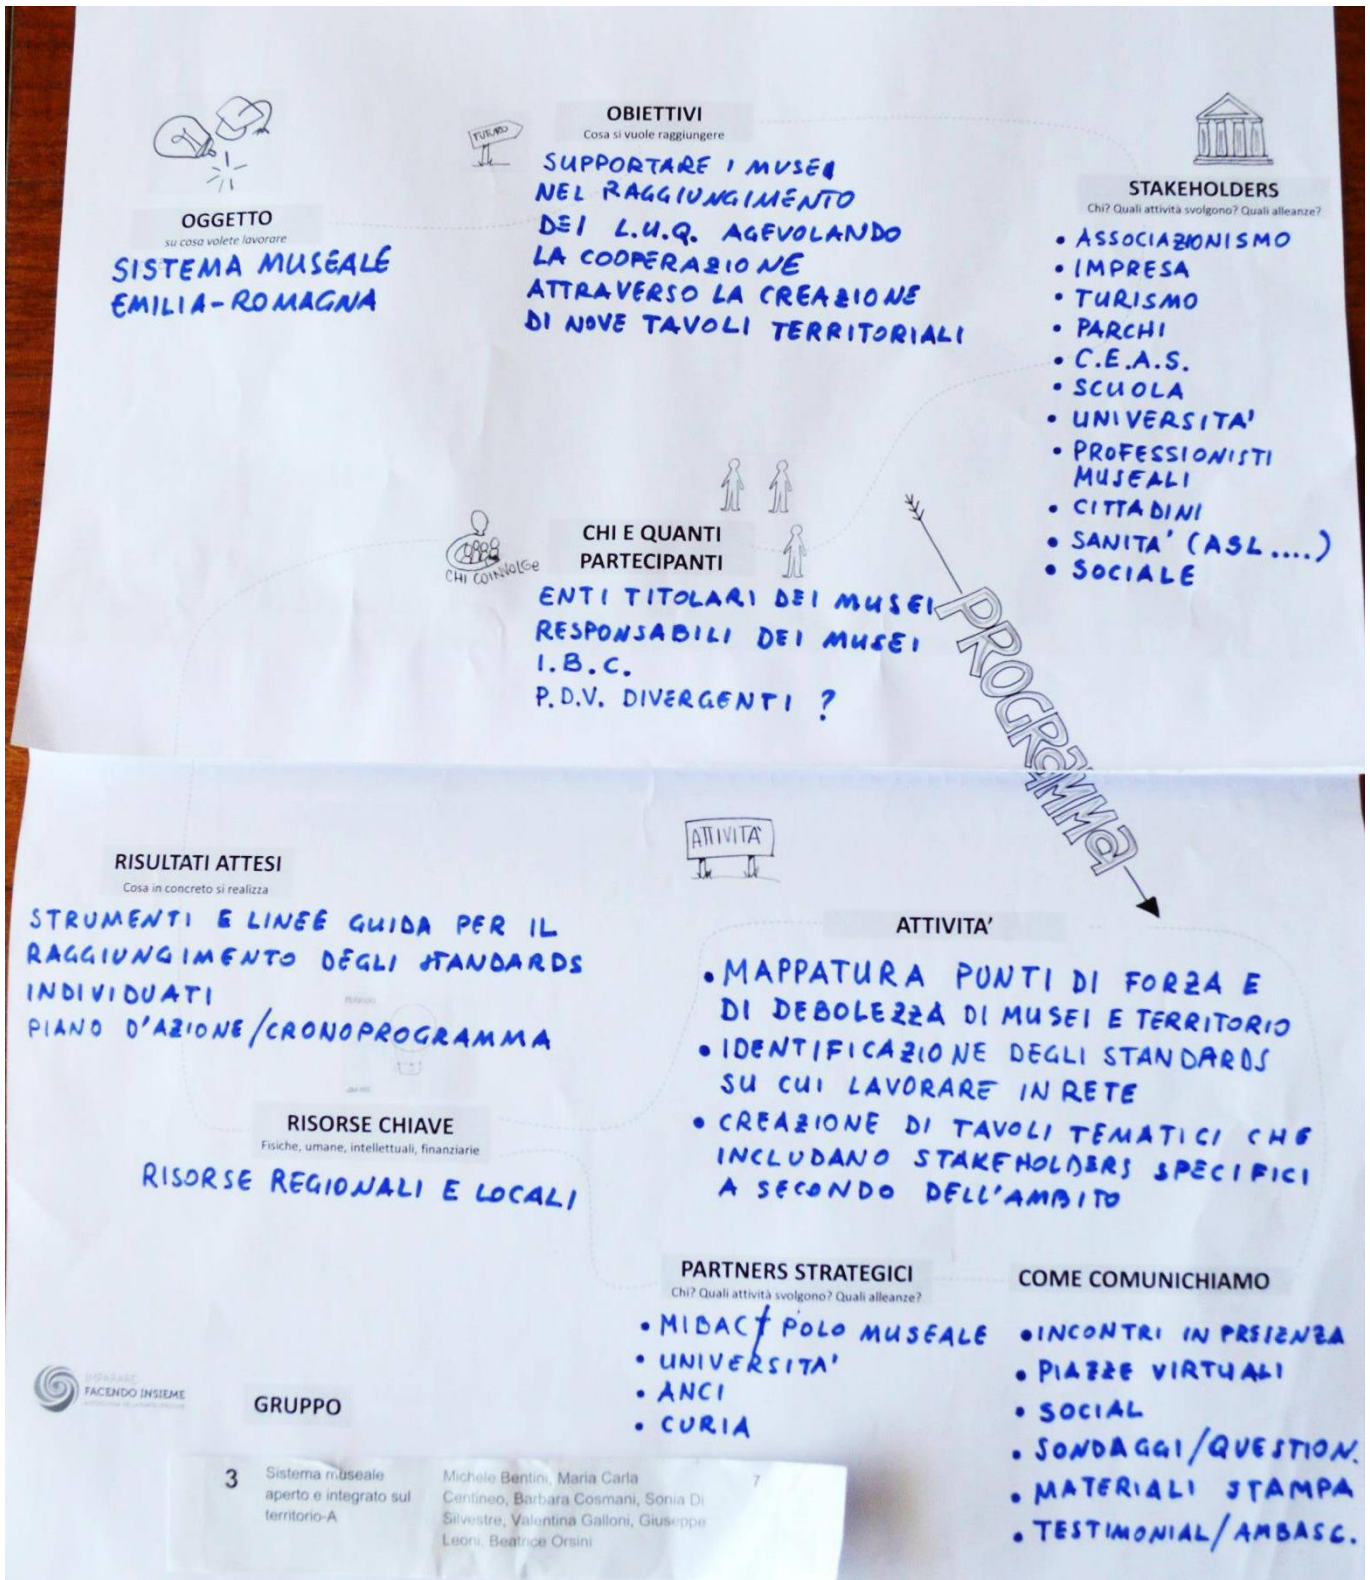 OGGETTO
su cosa volete lavorare
SISTEMA MUSEALE
EMILIA-ROMAGNA
FUTURO
OBIETTIVI
Cosa si vuole raggiungere
SUPPORTARE I MUSEI
NEL RAGGIUNGIMENTO
DEI L.U.Q. AGEVOLANDO
LA COOPERAZIONE
ATTRAVERSO LA CREAZIONE
DI NOVE TAVOLI TERRITORIALI
STAKEHOLDERS
Chi? Quali attività svolgono? Quali alleanze?
• ASSOCIAZIONISMO
• IMPRESA
• TURISMO
• PARCHI
• C.E.A.S.
• SCUOLA
• UNIVERSITA'
• PROFESSIONISTI
MUSEALI
• CITTADINI
• SANITA' (ASL ....)
• SOCIALE
CHI COINVOLGE
CHI E QUANTI
PARTECIPANTI
ENTI TITOLARI DEI MUSEI
RESPONSABILI DEI MUSEI
I.B.C.
P.D.V. DIVERGENTI ?
PROGRAMMA
RISULTATI ATTESI
Cosa in concreto si realizza
STRUMENTI E LINEE GUIDA PER IL
RAGGIUNGIMENTO DEGLI STANDARDS
INDIVIDUATI
PIANO D'AZIONE/CRONOPROGRAMMA
RISORSE CHIAVE
Fisiche, umane, intellettuali, finanziarie
RISORSE REGIONALI E LOCALI
ATTIVITÀ
ATTIVITA'
• MAPPATURA PUNTI DI FORZA E
DI DEBOLEZZA DI MUSEI E TERRITORIO
• IDENTIFICAZIONE DEGLI STANDARDS
SU CUI LAVORARE IN RETE
• CREAZIONE DI TAVOLI TEMATICI CHE
INCLUDANO STAKEHOLDERS SPECIFICI
A SECONDO DELL'AMBITO
PARTNERS STRATEGICI
Chi? Quali attività svolgono? Quali alleanze?
• MIBACT/POLO MUSEALE
• UNIVERSITA'
• ANCI
• CURIA
COME COMUNICHIAMO
• INCONTRI IN PRESENZA
• PIAZZE VIRTUALI
• SOCIAL
• SONDAGGI/QUESTION.
• MATERIALI STAMPA
• TESTIMONIAL/AMBASC.
IMPARARE
FACENDO INSIEME
GRUPPO
3 Sistema museale aperto e integrato sul territorio-A
Michele Bentini, Maria Carla
Centineo, Barbara Cosmani, Sonia Di
Silvestre, Valentina Galloni, Giuseppe
Leoni, Beatrice Orsini
7